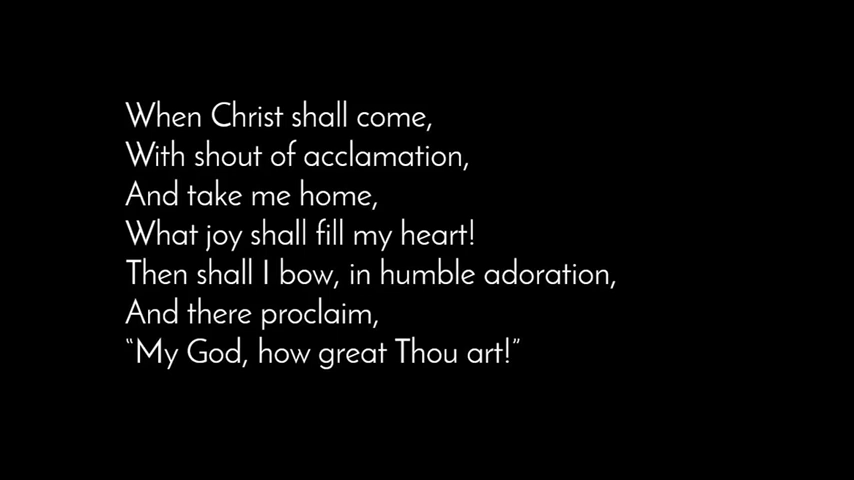 When Christ shall come,
With shout of acclamation,
And take me home,
What joy shall fill my heart!
Then shall I bow, in humble adoration,
And there proclaim,
“My God, how great Thou art!”